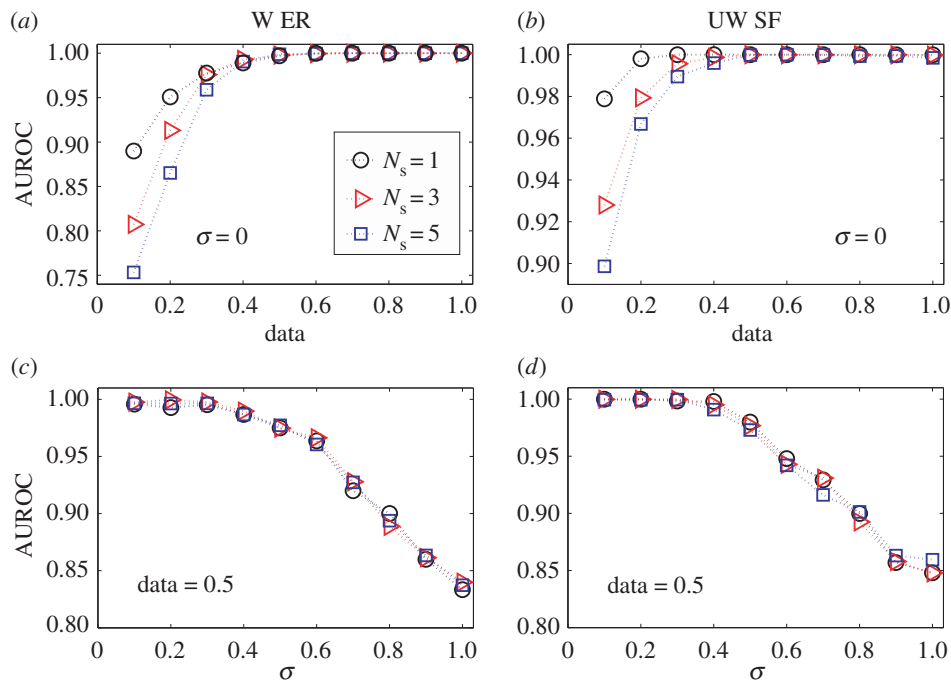 (a) W ER
1.00
0.95
0.90
0.85
0.80
0.75
AUROC
N_s = 1
N_s = 3
N_s = 5
σ = 0
0 0.2 0.4 0.6 0.8 1.0
data
(b) UW SF
1.00
0.98
0.96
0.94
0.92
0.90
σ = 0
0 0.2 0.4 0.6 0.8 1.0
data
(c)
1.00
0.95
0.90
0.85
0.80
AUROC
data = 0.5
0 0.2 0.4 0.6 0.8 1.0
σ
(d)
1.00
0.95
0.90
0.85
0.80
data = 0.5
0 0.2 0.4 0.6 0.8 1.0
σ